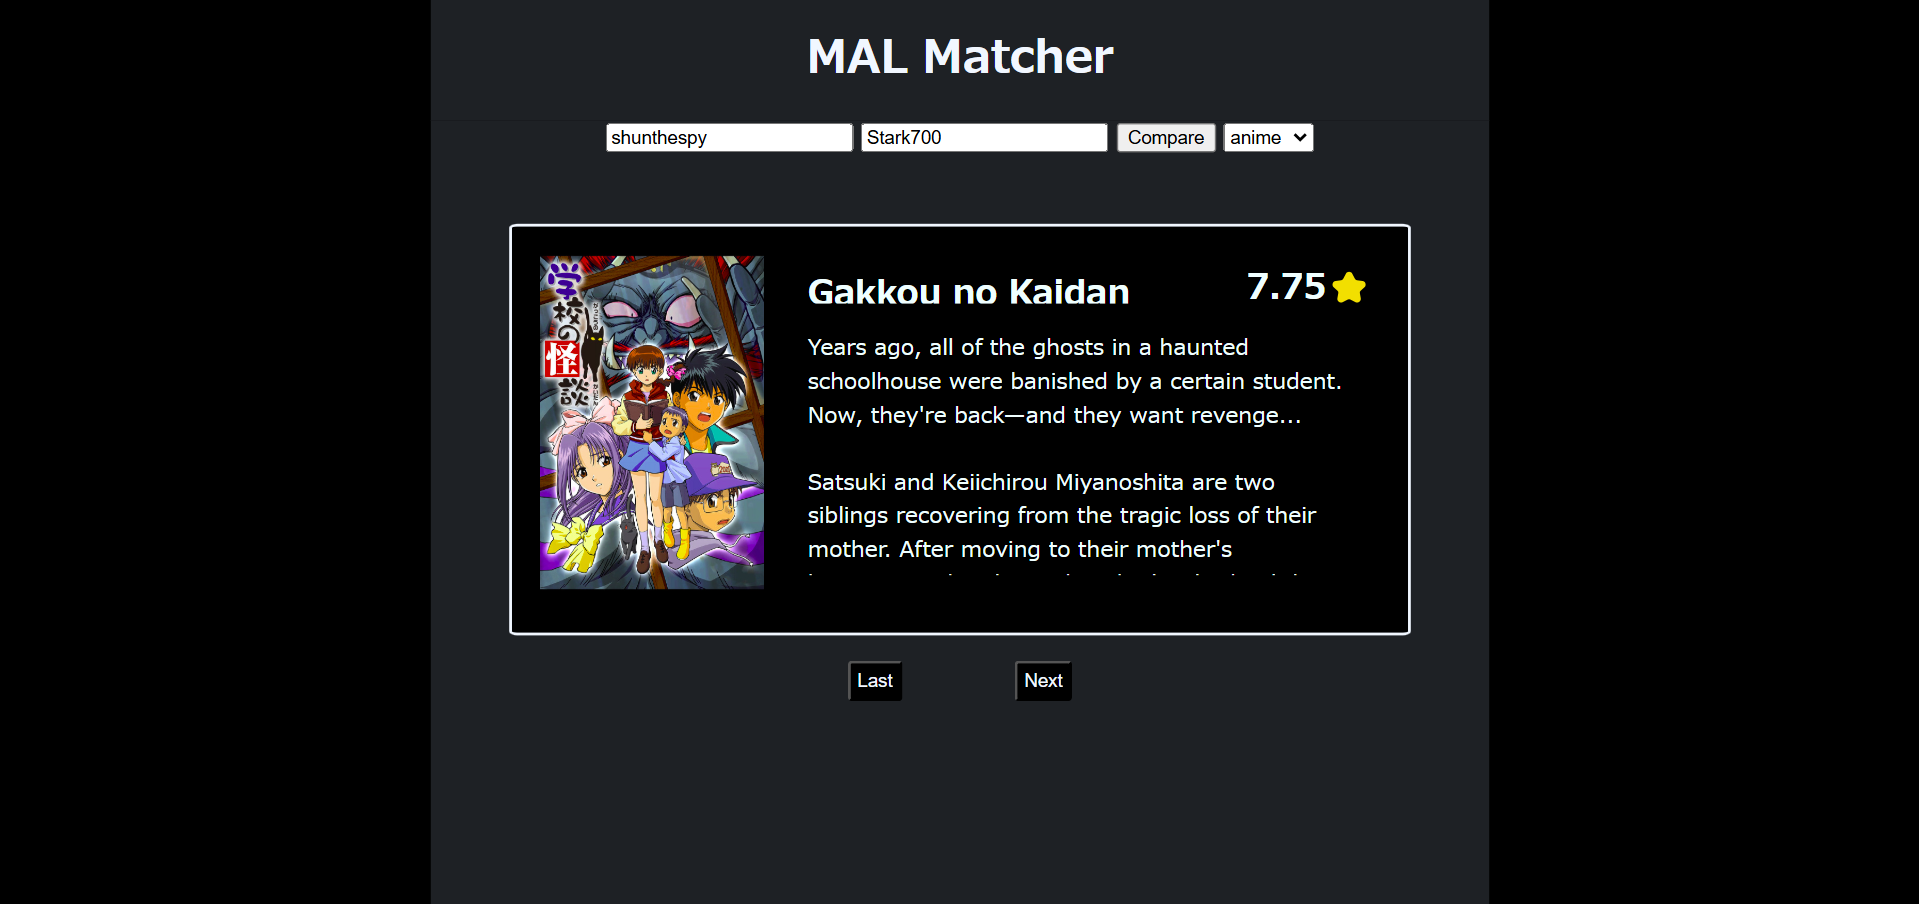 MAL Matcher
shunthespy
Stark700
Compare
anime
学校の怪談
Gakkou no Kaidan
7.75
Years ago, all of the ghosts in a haunted
schoolhouse were banished by a certain student.
Now, they're back—and they want revenge...
Satsuki and Keiichirou Miyanoshita are two
siblings recovering from the tragic loss of their
mother. After moving to their mother's
Last
Next